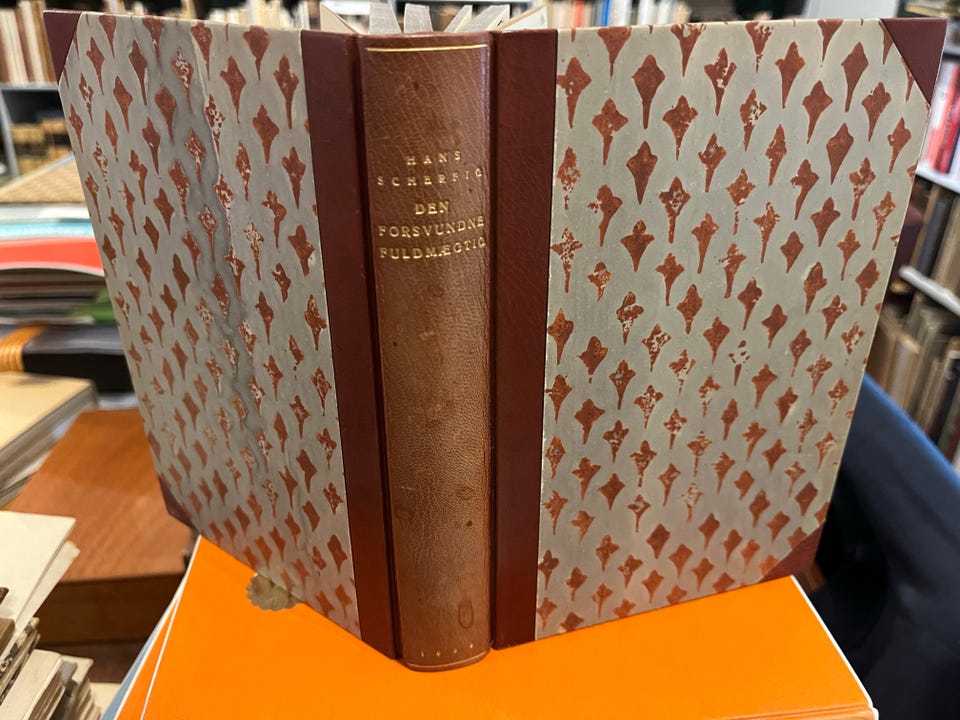 HANS
SCHERFIG
DEN
FORSVUNDNE
FULDMÆGTIG